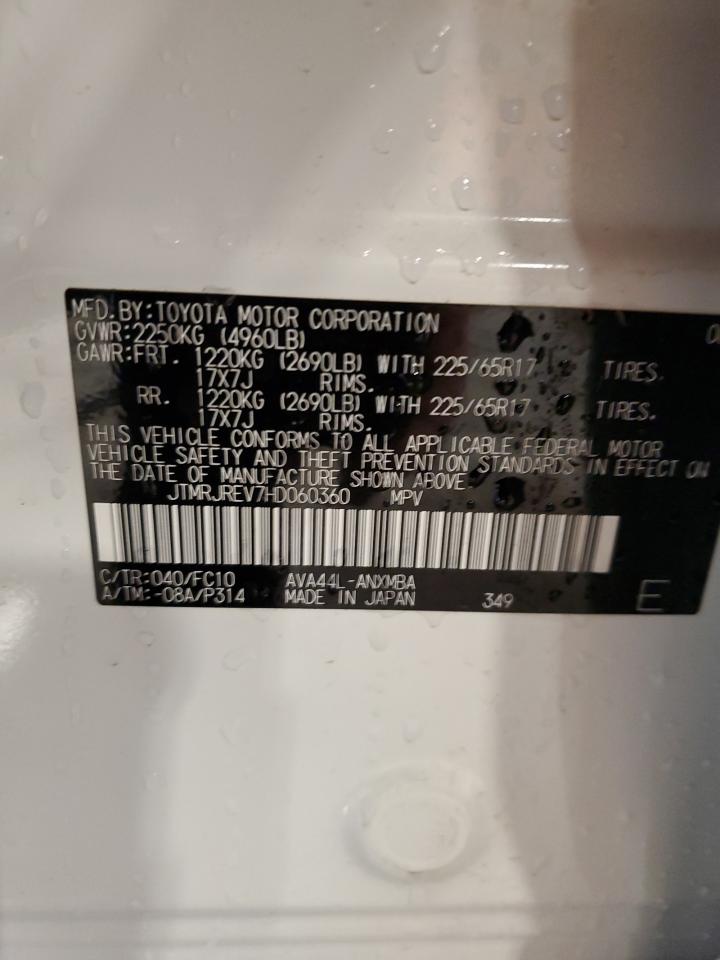 MFD.BY:TOYOTA MOTOR CORPORATION
GVWR:2250KG (4960LB)
GAWR:FRT. 1220KG (2690LB) WITH 225/65R17 TIRES.
17X7J RIMS.
RR. 1220KG (2690LB) WITH 225/65R17 TIRES.
17X7J RIMS.
THIS VEHICLE CONFORMS TO ALL APPLICABLE FEDERAL MOTOR
VEHICLE SAFETY AND THEFT PREVENTION STANDARDS IN EFFECT ON
THE DATE OF MANUFACTURE SHOWN ABOVE.
JTMRJREV7HD060360 MPV
C/TR:040/FC10 AVA44L-ANXMBA
A/TM:-08A/P314 MADE IN JAPAN 349 E